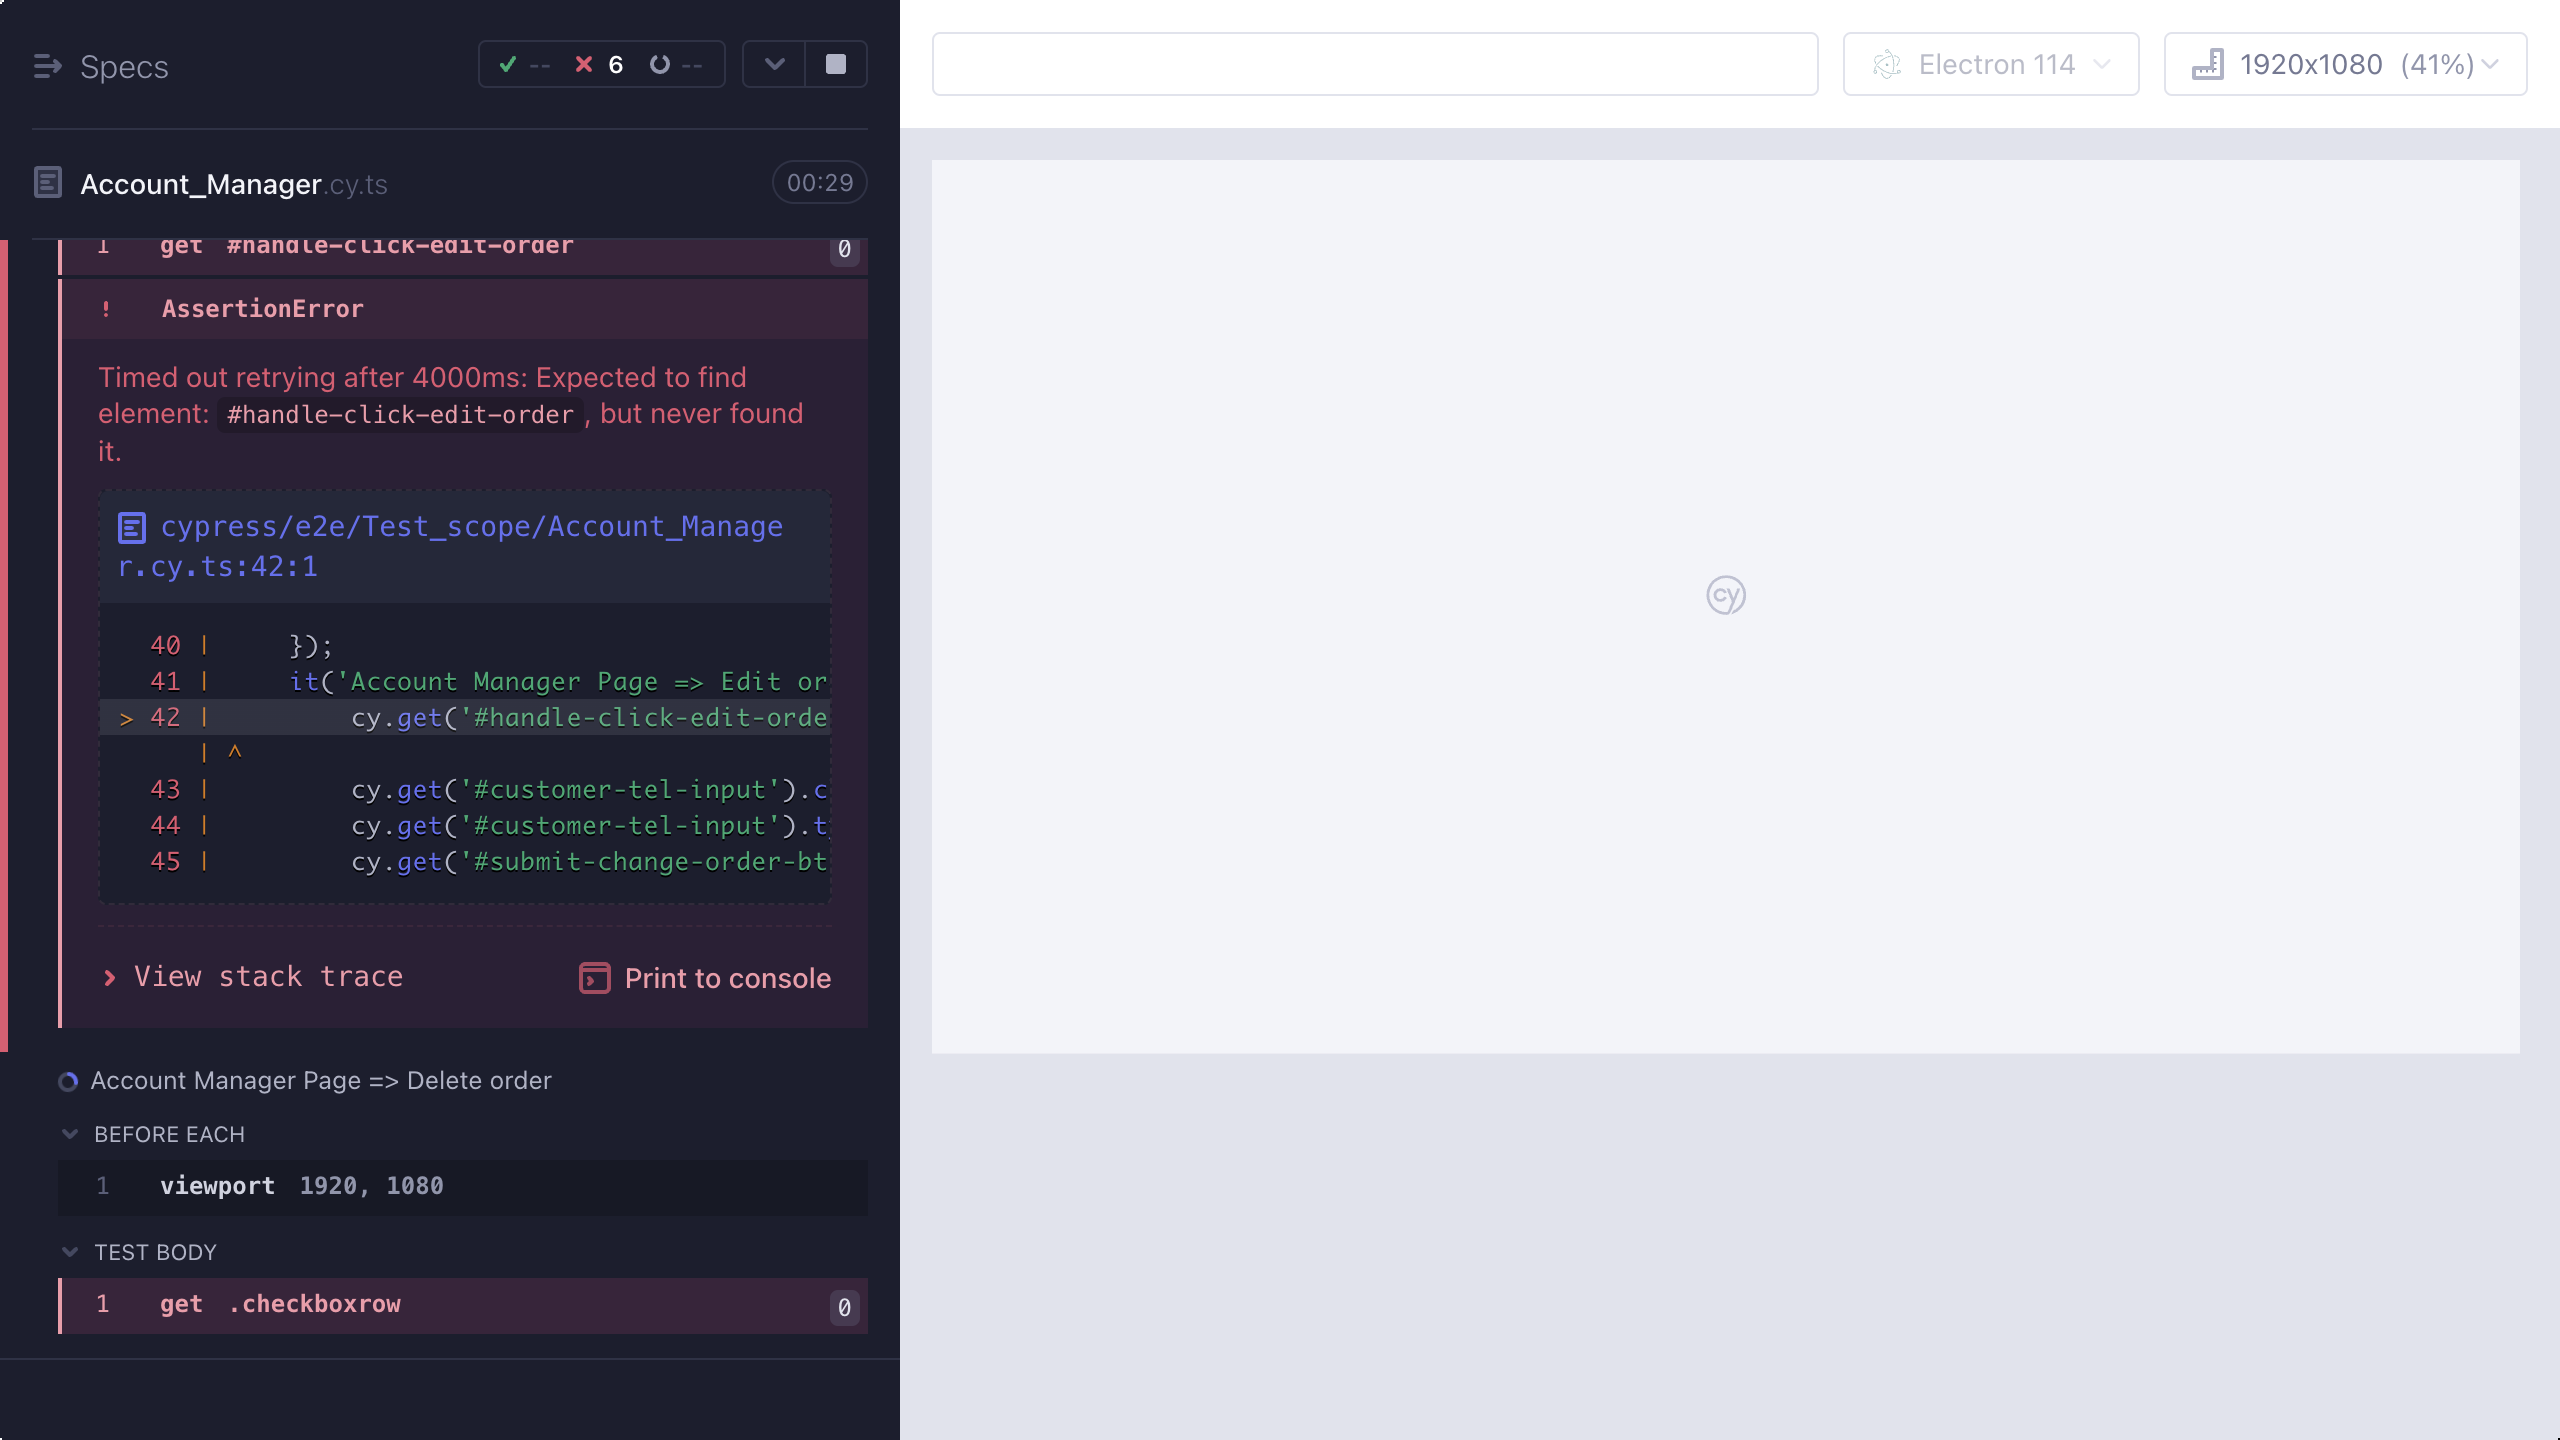 Specs
-- 6 --
Electron 114
1920x1080 (41%)
Account_Manager.cy.ts
00:29
1 get #handle-click-edit-order 0
! AssertionError
Timed out retrying after 4000ms: Expected to find
element: #handle-click-edit-order, but never found
it.
cypress/e2e/Test_scope/Account_Manage
r.cy.ts:42:1
40 | });
41 | it('Account Manager Page => Edit or
> 42 | cy.get('#handle-click-edit-orde
| ^
43 | cy.get('#customer-tel-input').c
44 | cy.get('#customer-tel-input').t
45 | cy.get('#submit-change-order-bt
View stack trace
Print to console
cy
Account Manager Page => Delete order
BEFORE EACH
1 viewport 1920, 1080
TEST BODY
1 get .checkboxrow 0